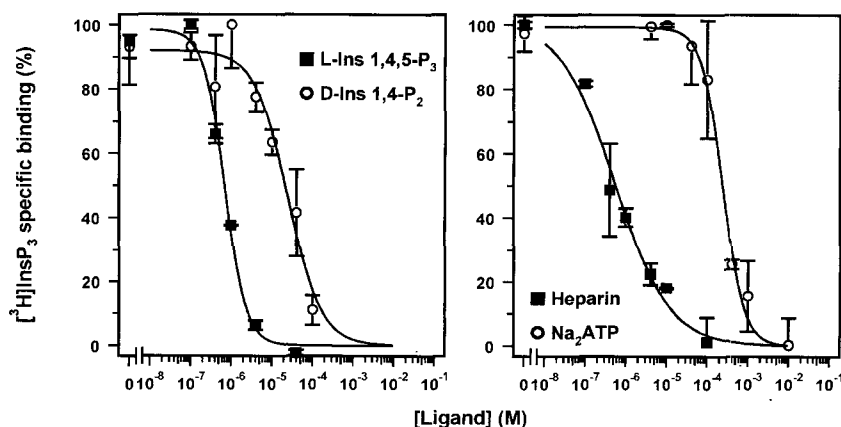 [³H]InsP₃ specific binding (%)
100
80
60
40
20
0
L-Ins 1,4,5-P₃
D-Ins 1,4-P₂
0 10⁻⁸ 10⁻⁷ 10⁻⁶ 10⁻⁵ 10⁻⁴ 10⁻³ 10⁻² 10⁻¹
100
80
60
40
20
0
Heparin
Na₂ATP
0 10⁻⁸ 10⁻⁷ 10⁻⁶ 10⁻⁵ 10⁻⁴ 10⁻³ 10⁻² 10⁻¹
[Ligand] (M)